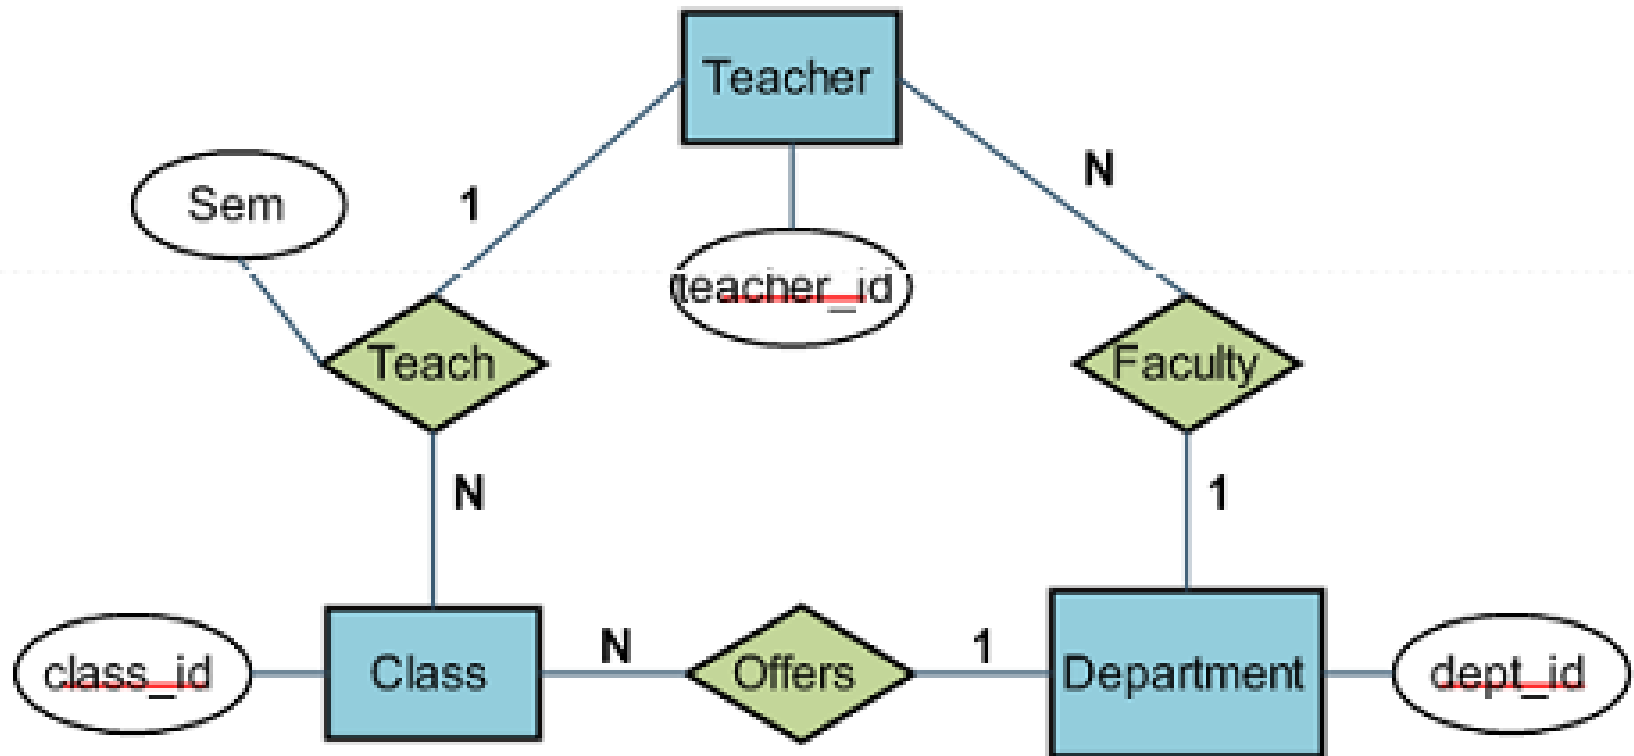 Teacher
N
Sem
1
teacher_id
Teach
Faculty
N
1
class_id
Class
N
Offers
1
Department
dept_id